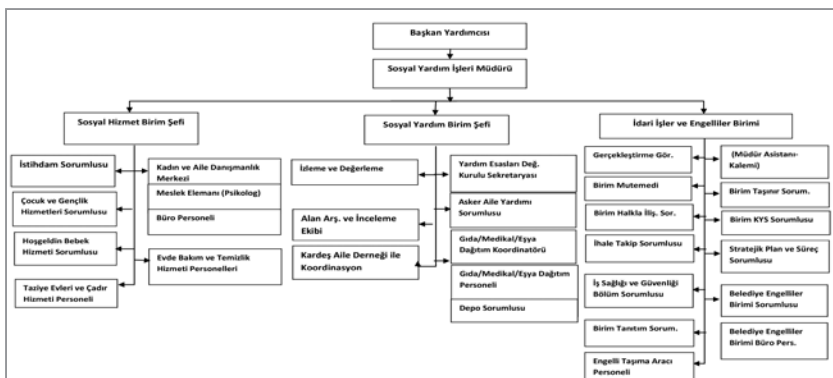 Başkan Yardımcısı
Sosyal Yardım İşleri Müdürü
Sosyal Hizmet Birim Şefi
İstihdam Sorumlusu
Çocuk ve Gençlik
Hizmetleri Sorumlusu
Hoşgeldin Bebek
Hizmeti Sorumlusu
Taziye Evleri ve Çadır
Hizmeti Personeli
Kadın ve Aile Danışmanlık
Merkezi
Meslek Elemanı (Psikolog)
Büro Personeli
Evde Bakım ve Temizlik
Hizmeti Personelleri
Sosyal Yardım Birim Şefi
İzleme ve Değerleme
Alan Arş. ve İnceleme
Ekibi
Kardeş Aile Derneği ile
Koordinasyon
Yardım Esasları Değ.
Kurulu Sekretaryası
Asker Aile Yardımı
Sorumlusu
Gıda/Medikal/Eşya
Dağıtım Koordinatörü
Gıda/Medikal/Eşya Dağıtım
Personeli
Depo Sorumlusu
İdari İşler ve Engelliler Birimi
Gerçekleştirme Gör.
Birim Mutemedi
Birim Halkla İliş. Sor.
İhale Takip Sorumlusu
İş Sağlığı ve Güvenliği
Bölüm Sorumlusu
Birim Tanıtım Sorum.
Engelli Taşıma Aracı
Personeli
(Müdür Asistanı-
Kalemi)
Birim Taşınır Sorum.
Birim KYS Sorumlusu
Stratejik Plan ve Süreç
Sorumlusu
Belediye Engelliler
Birimi Sorumlusu
Belediye Engelliler
Birimi Büro Pers.